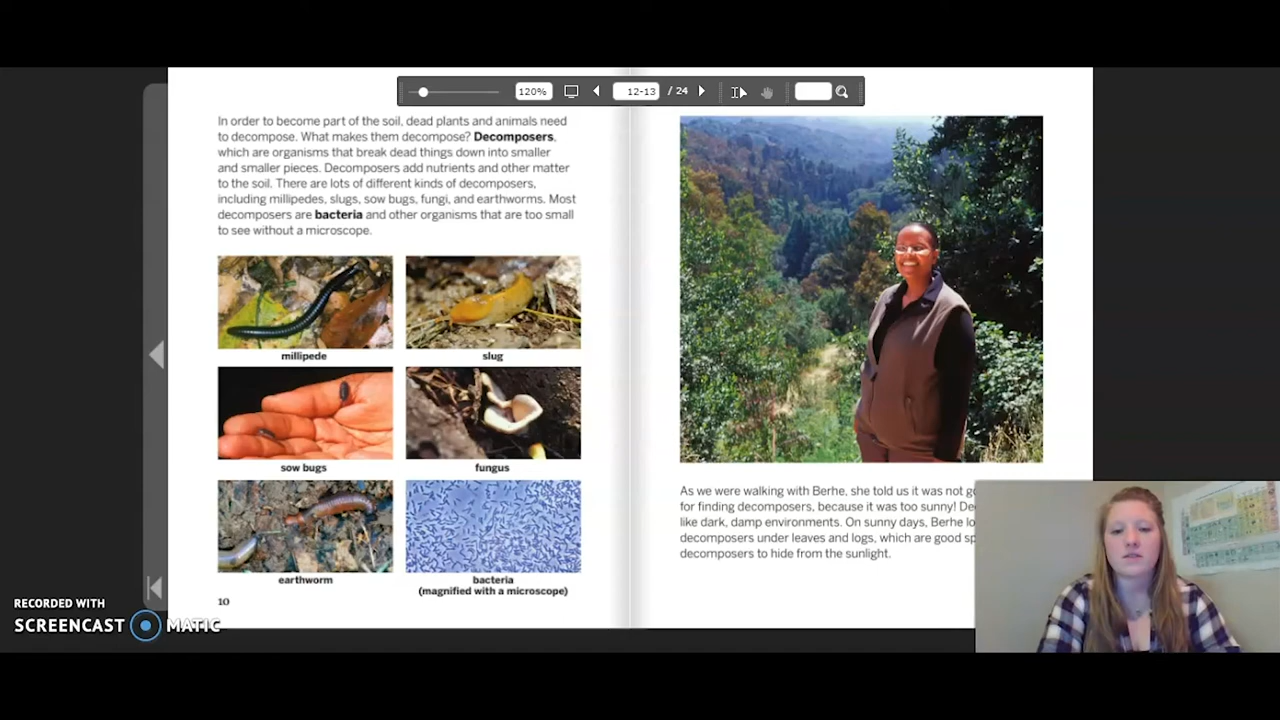 120%
12-13
/ 24
In order to become part of the soil, dead plants and animals need
to decompose. What makes them decompose? Decomposers,
which are organisms that break dead things down into smaller
and smaller pieces. Decomposers add nutrients and other matter
to the soil. There are lots of different kinds of decomposers,
including millipedes, slugs, sow bugs, fungi, and earthworms. Most
decomposers are bacteria and other organisms that are too small
to see without a microscope.
millipede
slug
sow bugs
fungus
earthworm
bacteria
(magnified with a microscope)
10
As we were walking with Berhe, she told us it was not
for finding decomposers, because it was too sunny!
like dark, damp environments. On sunny days, Berhe
decomposers under leaves and logs, which are good
decomposers to hide from the sunlight.
RECORDED WITH
SCREENCAST MATIC